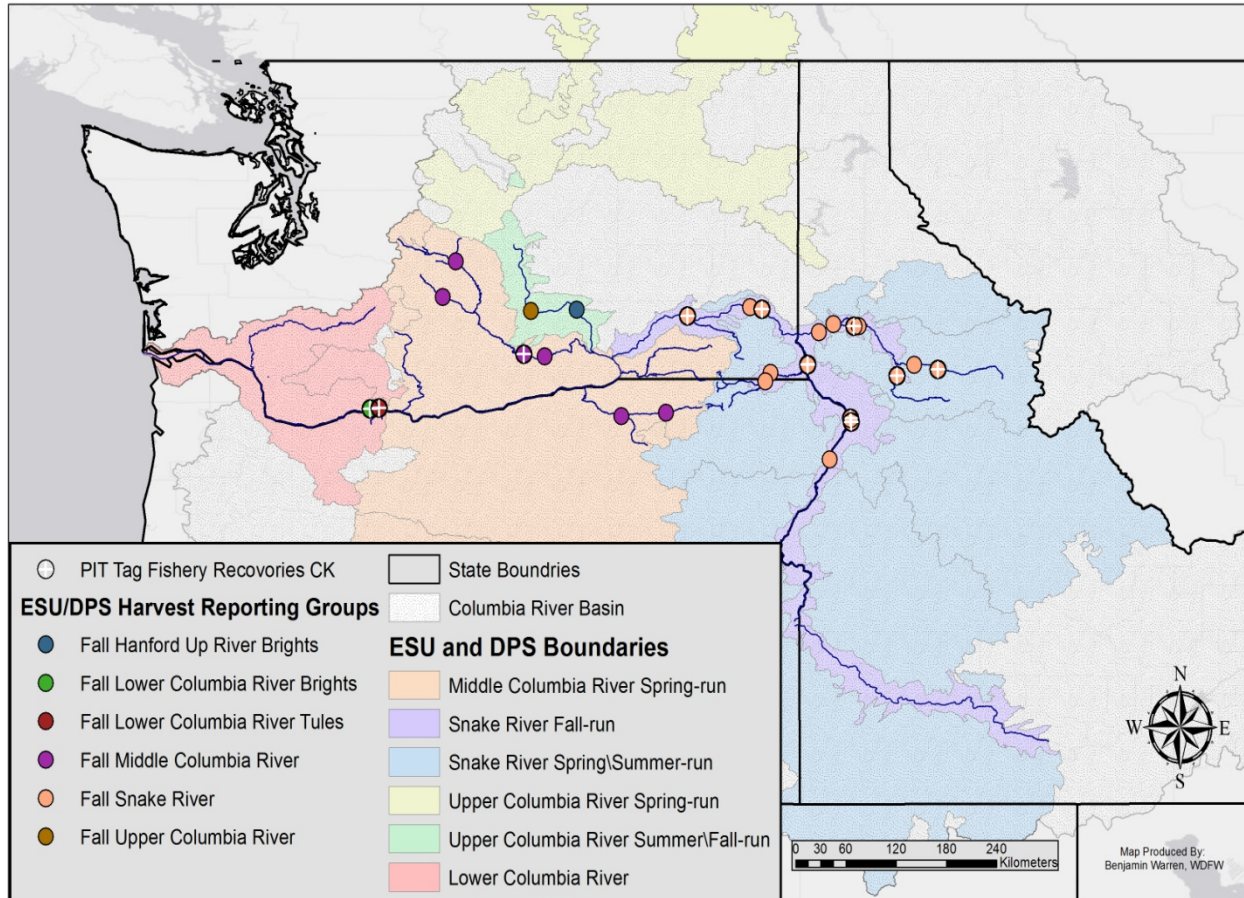 PIT Tag Fishery Recovories CK
ESU/DPS Harvest Reporting Groups
Fall Hanford Up River Brights
Fall Lower Columbia River Brights
Fall Lower Columbia River Tules
Fall Middle Columbia River
Fall Snake River
Fall Upper Columbia River
State Boundries
Columbia River Basin
ESU and DPS Boundaries
Middle Columbia River Spring-run
Snake River Fall-run
Snake River Spring\Summer-run
Upper Columbia River Spring-run
Upper Columbia River Summer\Fall-run
Lower Columbia River
N
W E
S
0 30 60 120 180 240
Kilometers
Map Produced By:
Benjamin Warren, WDFW